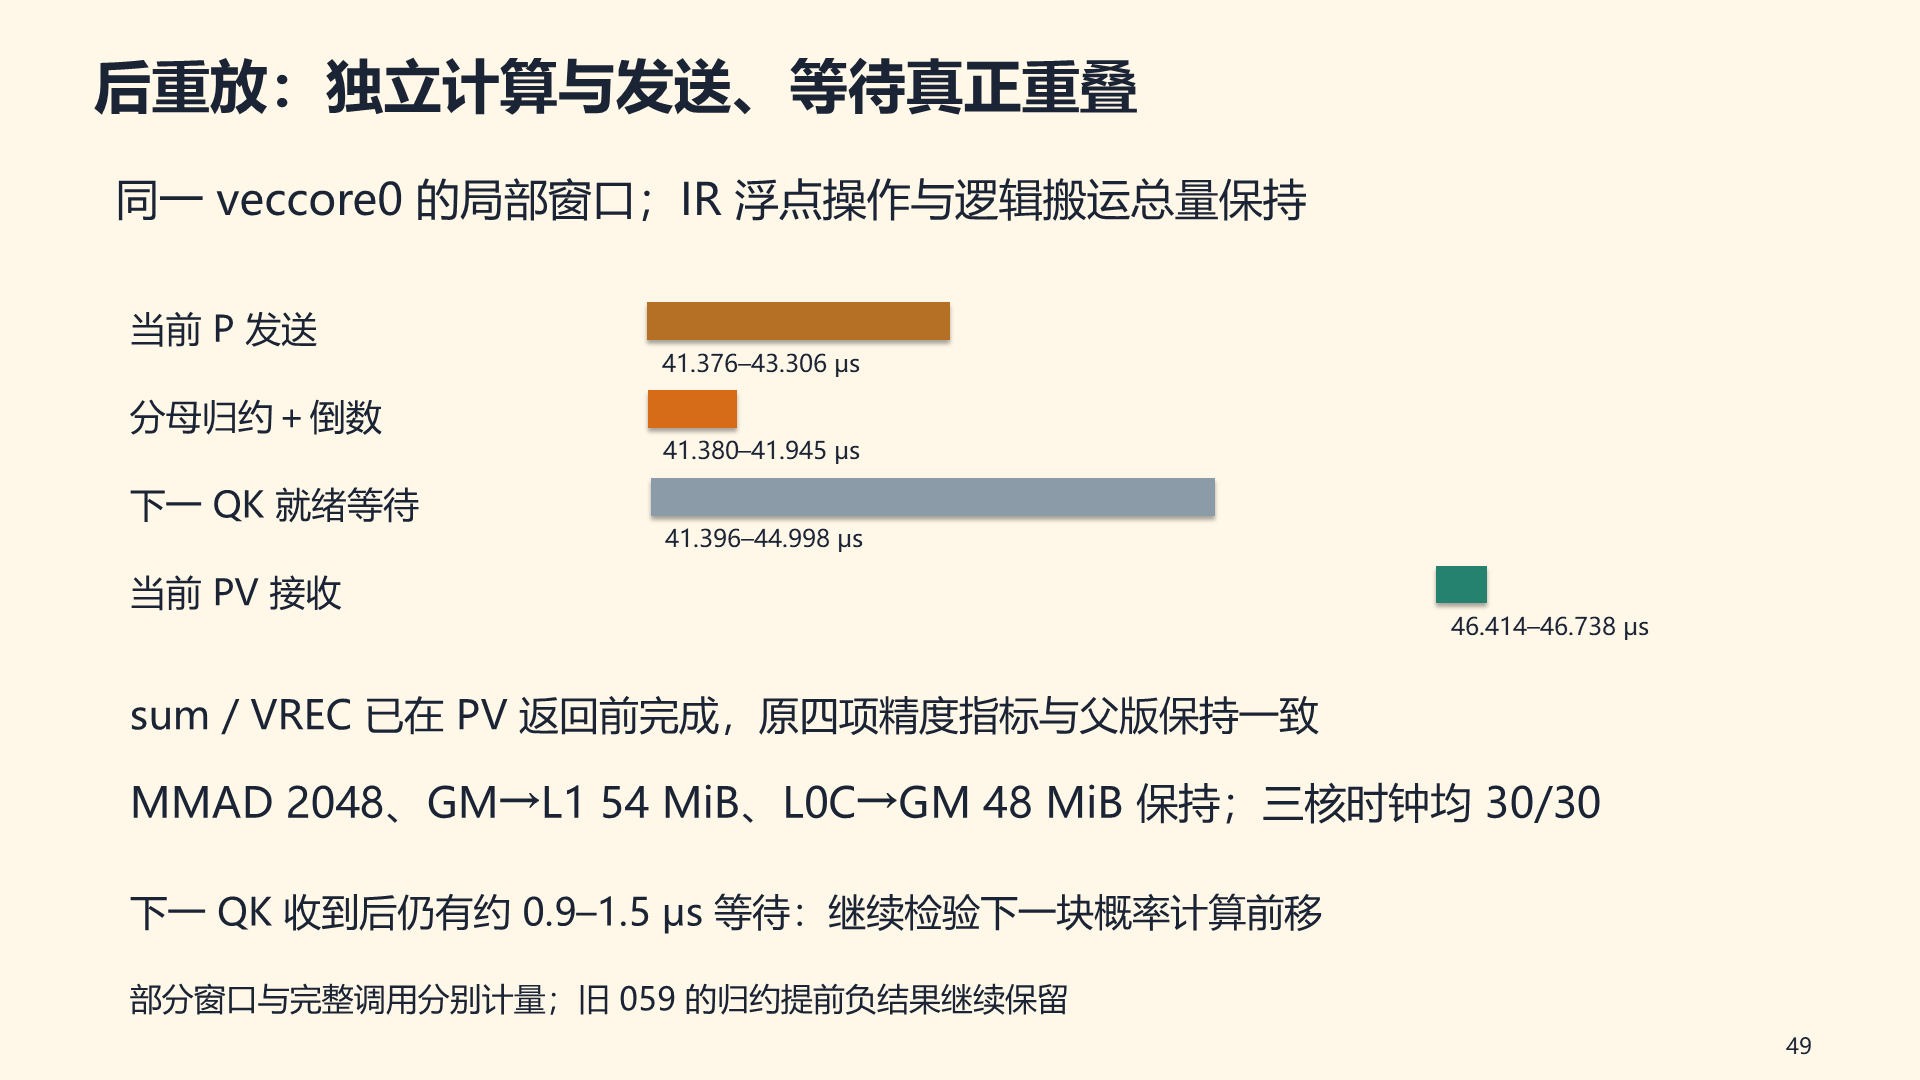 后重放：独立计算与发送、等待真正重叠
同一 veccore0 的局部窗口；IR 浮点操作与逻辑搬运总量保持
当前 P 发送
41.376–43.306 µs
分母归约 + 倒数
41.380–41.945 µs
下一 QK 就绪等待
41.396–44.998 µs
当前 PV 接收
46.414–46.738 µs
sum / VREC 已在 PV 返回前完成，原四项精度指标与父版保持一致
MMAD 2048、GM→L1 54 MiB、L0C→GM 48 MiB 保持；三核时钟均 30/30
下一 QK 收到后仍有约 0.9–1.5 µs 等待：继续检验下一块概率计算前移
部分窗口与完整调用分别计量；旧 059 的归约提前负结果继续保留
49